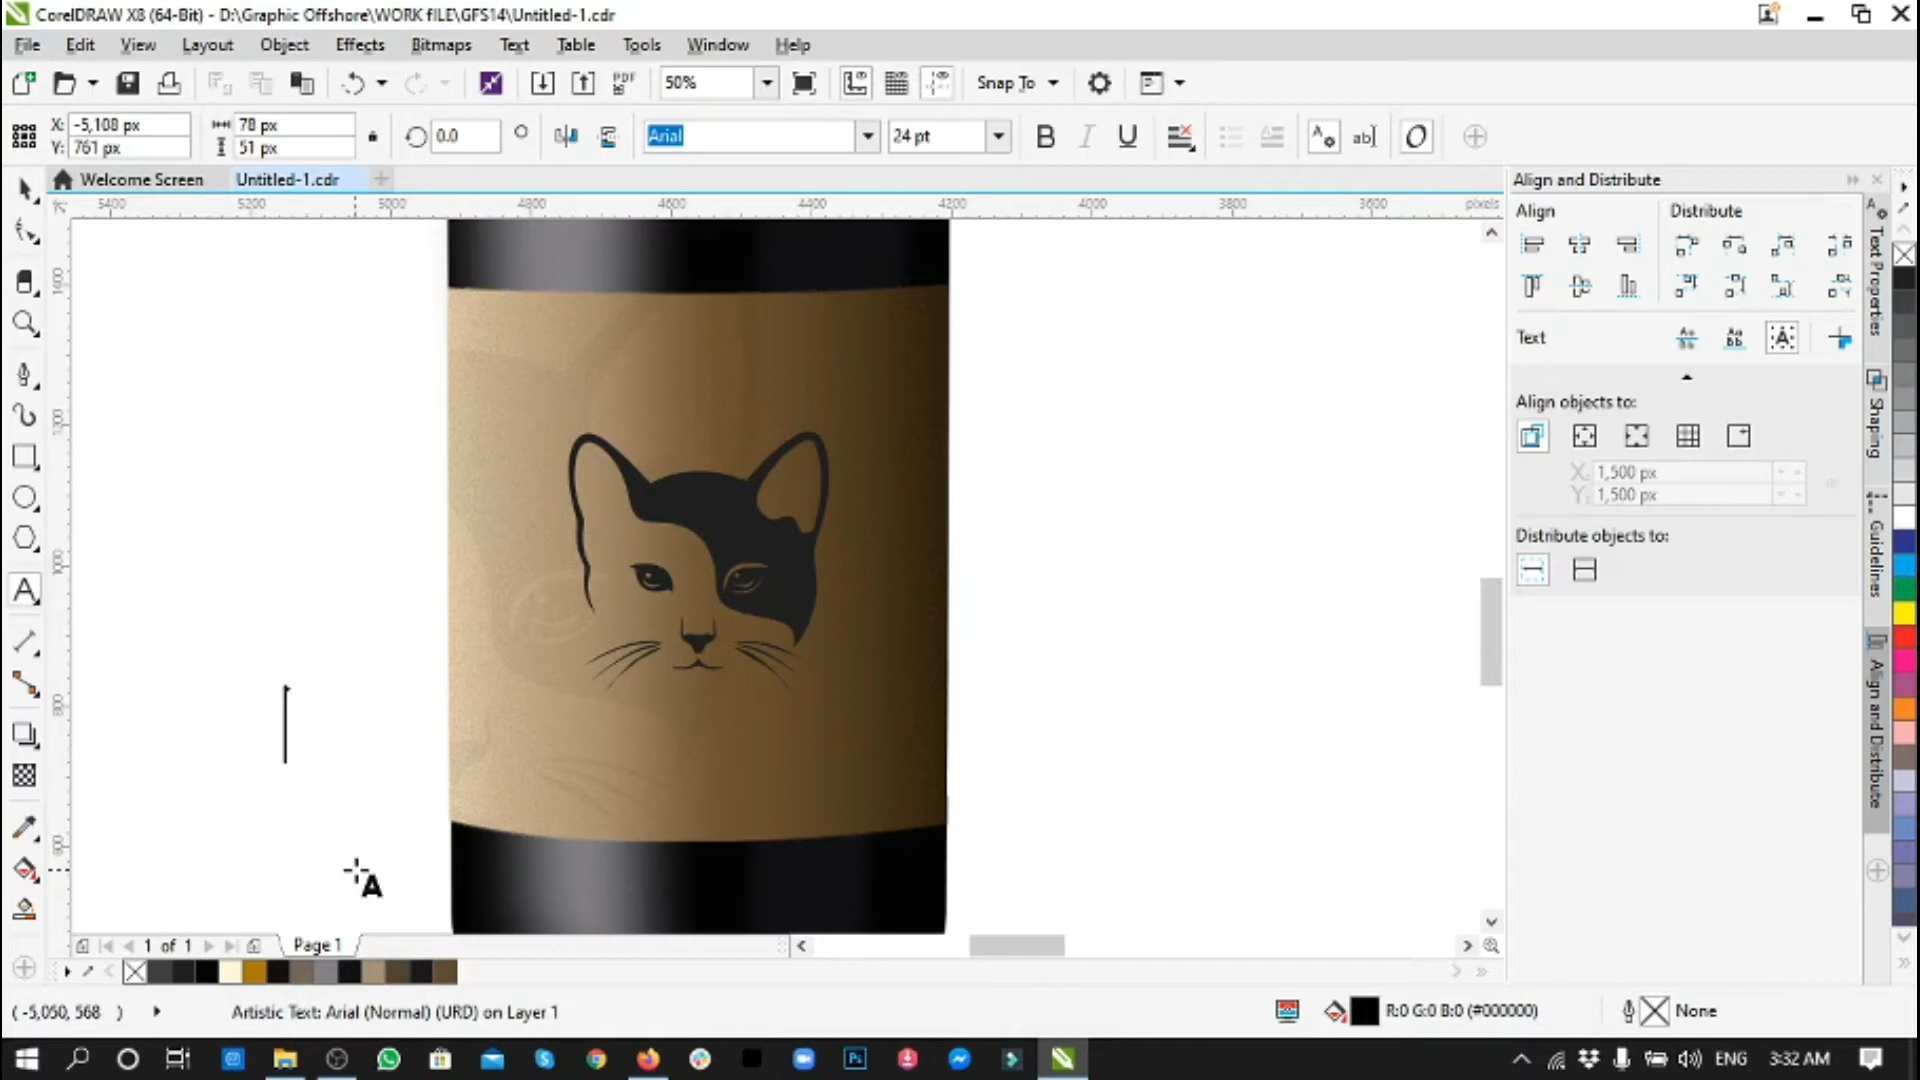 CorelDRAW X8 (64-Bit) - D:\Graphic Offshore\WORK fiLE\GFS14\Untitled-1.cdr
File Edit View Layout Object Effects Bitmaps Text Table Tools Window Help
PDF 50% Snap To
X: -5,108 px 78 px 0.0 Arial 24 pt B I U ab O
Y: 761 px 51 px
Welcome Screen Untitled-1.cdr Align and Distribute
5400 5200 5000 4800 4600 4400 4200 4000 3800 3600 pixels
Align Distribute
Text
Align objects to:
X: 1,500 px
Y: 1,500 px
Distribute objects to:
Text Properties
Shaping
Guidelines
Align and Distribute
1 of 1 Page 1
( -5,050, 568 ) Artistic Text: Arial (Normal) (URD) on Layer 1 R:0 G:0 B:0 (#000000) None
Ps ENG 3:32 AM